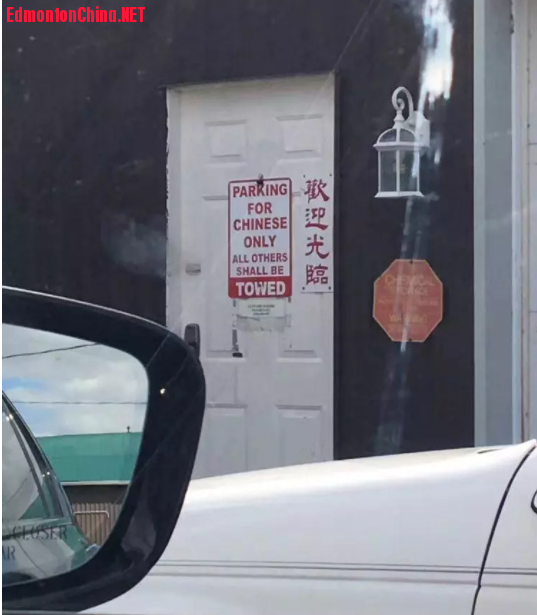 EdmontonChina.NET
PARKING
FOR
CHINESE
ONLY
ALL OTHERS
SHALL BE
TOWED
歡迎光臨
CLOSER